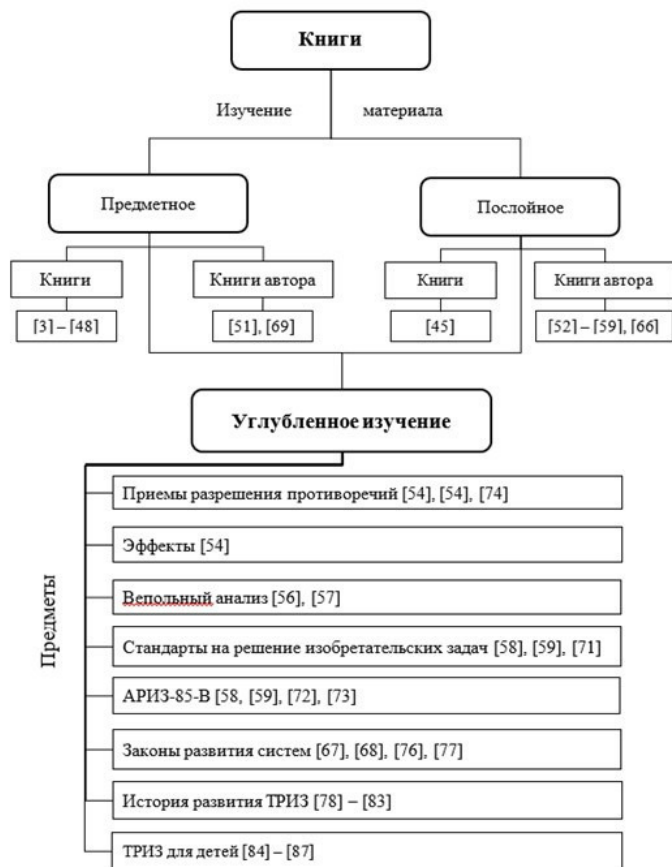 Книги
Изучение материала
Предметное
Послойное
Книги
Книги автора
Книги
Книги автора
[3] – [48]
[51], [69]
[45]
[52] – [59], [66]
Углубленное изучение
Предметы
Приемы разрешения противоречий [54], [54], [74]
Эффекты [54]
Вепольный анализ [56], [57]
Стандарты на решение изобретательских задач [58], [59], [71]
АРИЗ-85-В [58, [59], [72], [73]
Законы развития систем [67], [68], [76], [77]
История развития ТРИЗ [78] – [83]
ТРИЗ для детей [84] – [87]